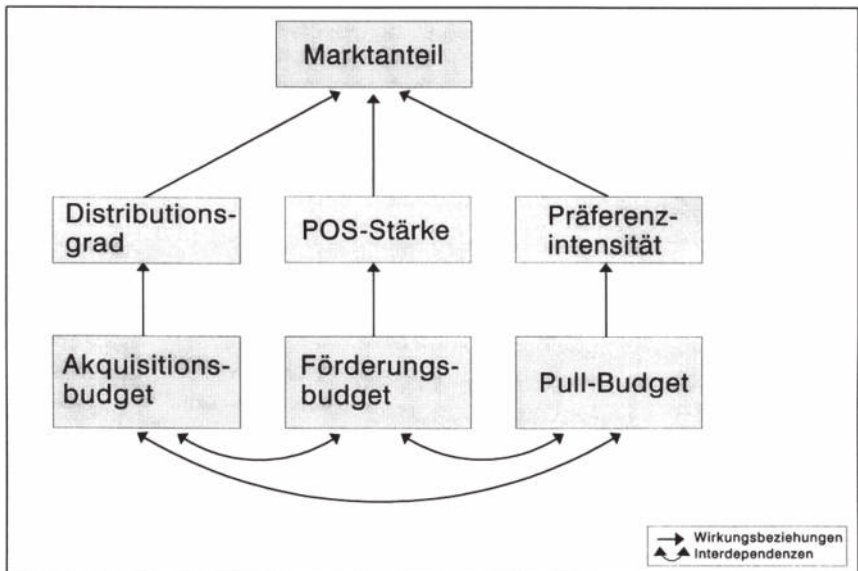 Marktanteil
Distributions-
grad
POS-Stärke
Präferenz-
intensität
Akquisitions-
budget
Förderungs-
budget
Pull-Budget
Wirkungsbeziehungen
Interdependenzen